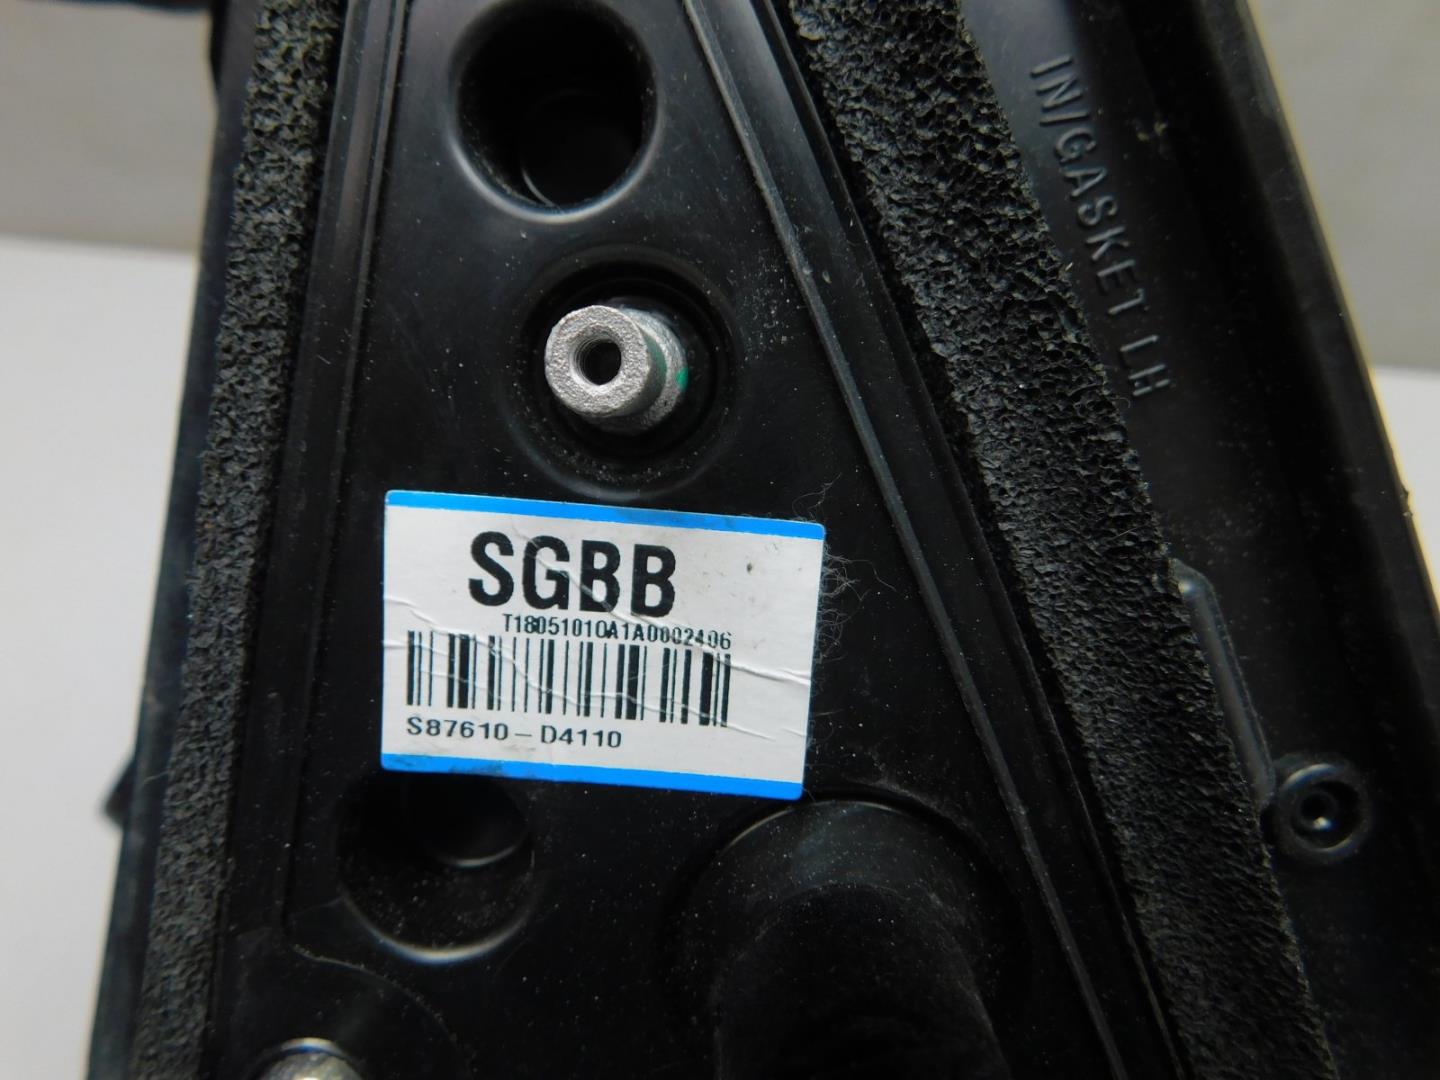 IN/GASKET LH
SGBB
T18051010A1A0002406
S87610-D4110